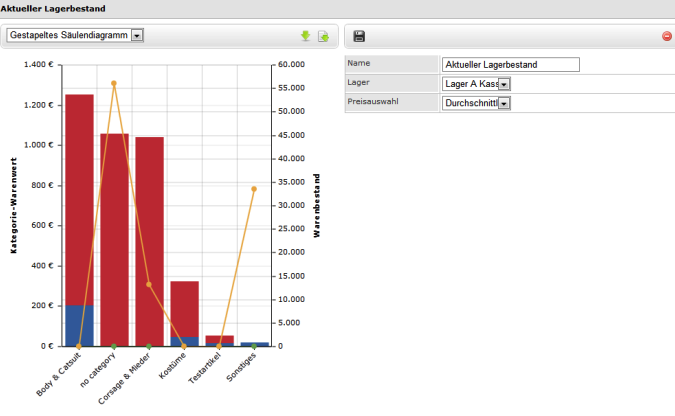 Aktueller Lagerbestand
Gestapeltes Säulendiagramm
Name
Aktueller Lagerbestand
Lager
Lager A Kass
Preisauswahl
Durchschnittl
Kategorie-Warenwert
1.400 €
1.200 €
1.000 €
800 €
600 €
400 €
200 €
0 €
60.000
55.000
50.000
45.000
40.000
35.000
30.000
25.000
20.000
15.000
10.000
5.000
0
Warenbestand
Body & Catsuit
no category
Corsage & Mieder
Kostüme
Testartikel
Sonstiges